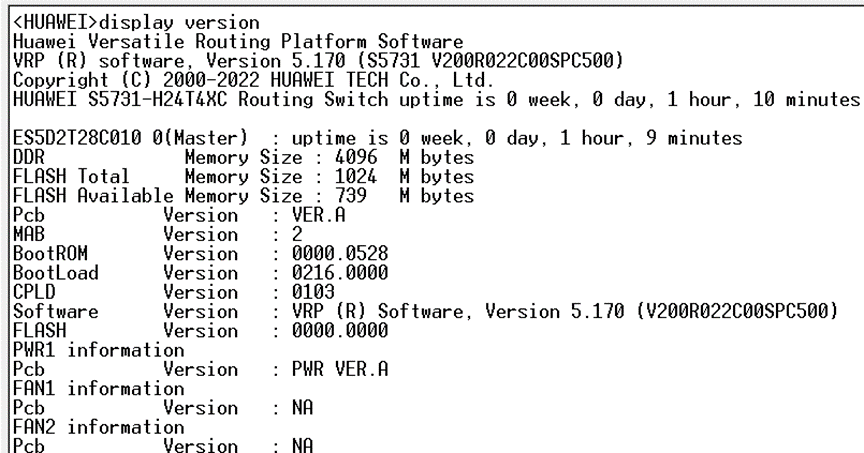 <HUAWEI>display version
Huawei Versatile Routing Platform Software
VRP (R) software, Version 5.170 (S5731 V200R022C00SPC500)
Copyright (C) 2000-2022 HUAWEI TECH Co., Ltd.
HUAWEI S5731-H24T4XC Routing Switch uptime is 0 week, 0 day, 1 hour, 10 minutes
ES5D2T28C010 0(Master)  : uptime is 0 week, 0 day, 1 hour, 9 minutes
DDR             Memory Size : 4096  M bytes
FLASH Total     Memory Size : 1024  M bytes
FLASH Available Memory Size : 739   M bytes
Pcb           Version   : VER.A
MAB           Version   : 2
BootROM       Version   : 0000.0528
BootLoad      Version   : 0216.0000
CPLD          Version   : 0103
Software      Version   : VRP (R) Software, Version 5.170 (V200R022C00SPC500)
FLASH         Version   : 0000.0000
PWR1 information
Pcb           Version   : PWR VER.A
FAN1 information
Pcb           Version   : NA
FAN2 information
Pcb           Version   : NA